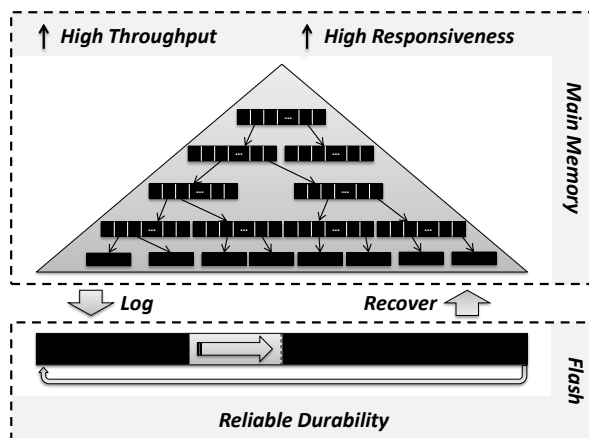 High Throughput
High Responsiveness
Main Memory
...
...
...
...
...
...
...
...
...
Log
Recover
Flash
Reliable Durability